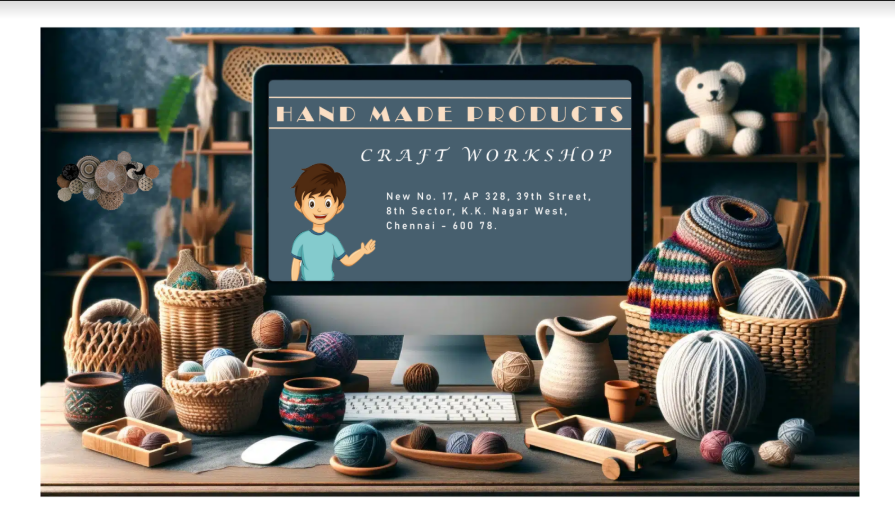 HAND MADE PRODUCTS
CRAFT WORKSHOP
New No. 17, AP 328, 39th Street,
8th Sector, K.K. Nagar West,
Chennai - 600 78.